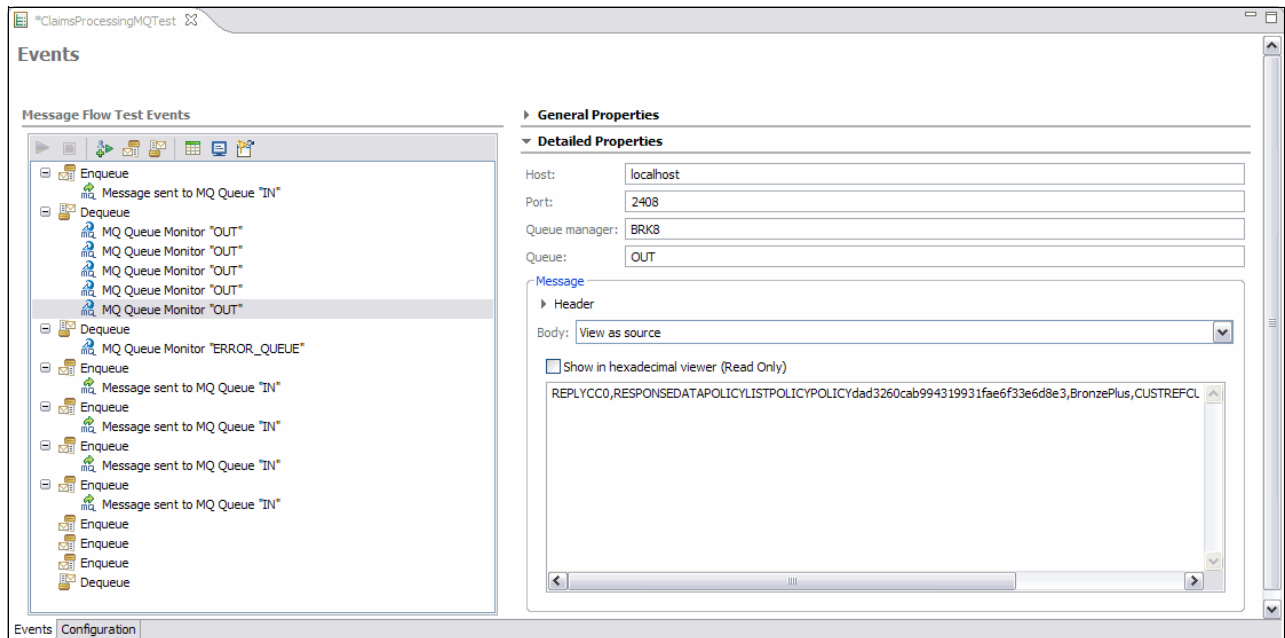 *ClaimsProcessingMQTest
Events
Message Flow Test Events
Enqueue
Message sent to MQ Queue "IN"
Dequeue
MQ Queue Monitor "OUT"
MQ Queue Monitor "OUT"
MQ Queue Monitor "OUT"
MQ Queue Monitor "OUT"
MQ Queue Monitor "OUT"
Dequeue
MQ Queue Monitor "ERROR_QUEUE"
Enqueue
Message sent to MQ Queue "IN"
Enqueue
Message sent to MQ Queue "IN"
Enqueue
Message sent to MQ Queue "IN"
Enqueue
Message sent to MQ Queue "IN"
Enqueue
Enqueue
Enqueue
Dequeue
General Properties
Detailed Properties
Host: localhost
Port: 2408
Queue manager: BRK8
Queue: OUT
Message
Header
Body: View as source
Show in hexadecimal viewer (Read Only)
REPLYCC0,RESPONSEDATAPOLICYLISTPOLICYPOLICYdad3260cab994319931fae6f33e6d8e3,BronzePlus,CUSTREFCU
Events Configuration